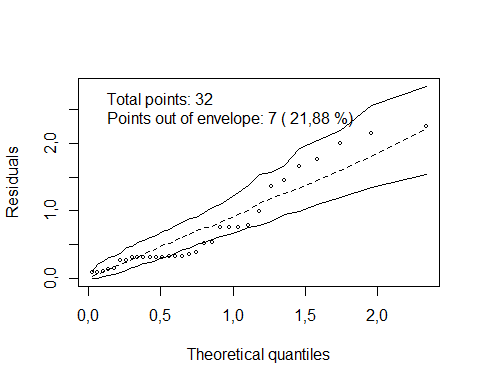 Total points: 32
Points out of envelope: 7 ( 21,88 %)
Residuals
0,0
1,0
2,0
0,0
0,5
1,0
1,5
2,0
Theoretical quantiles